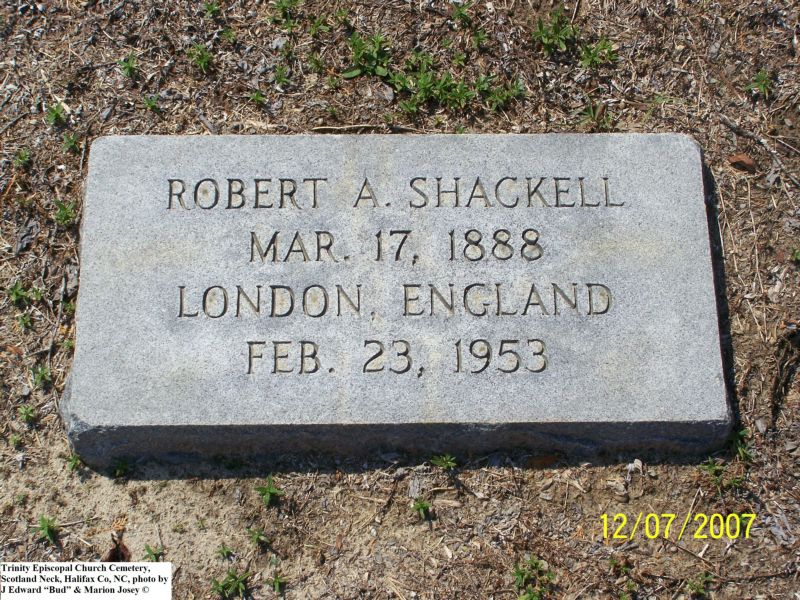 ROBERT A. SHACKELL
MAR. 17, 1888
LONDON, ENGLAND
FEB. 23, 1953
12/07/2007
Trinity Episcopal Church Cemetery,
Scotland Neck, Halifax Co, NC, photo by
J Edward “Bud” & Marion Josey ©